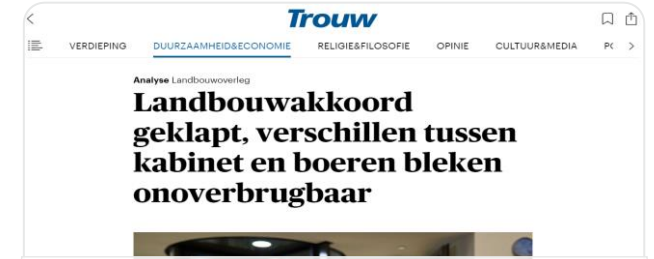 Trouw
VERDIEPING DUURZAAMHEID&ECONOMIE RELIGIE&FILOSOFIE OPINIE CULTUUR&MEDIA
Analyse Landbouwoverleg
Landbouwakkoord
geklapt, verschillen tussen
kabinet en boeren bleken
onoverbrugbaar